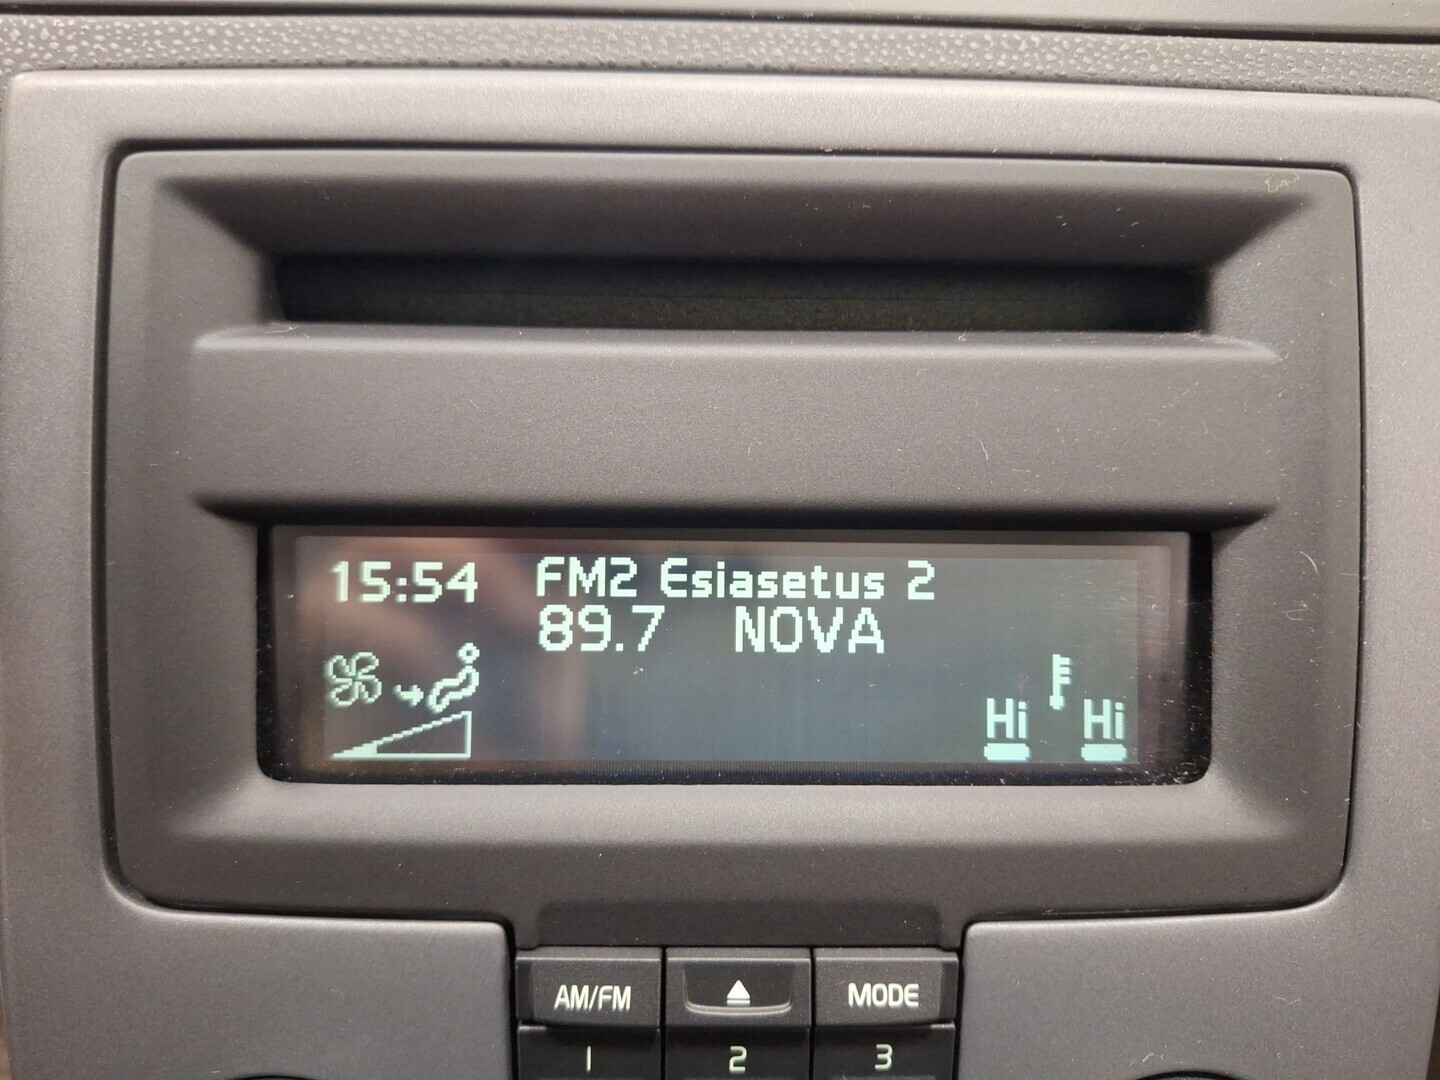 15:54 FM2 Esiasetus 2
89.7 NOVA
Hi Hi
AM/FM MODE
1 2 3